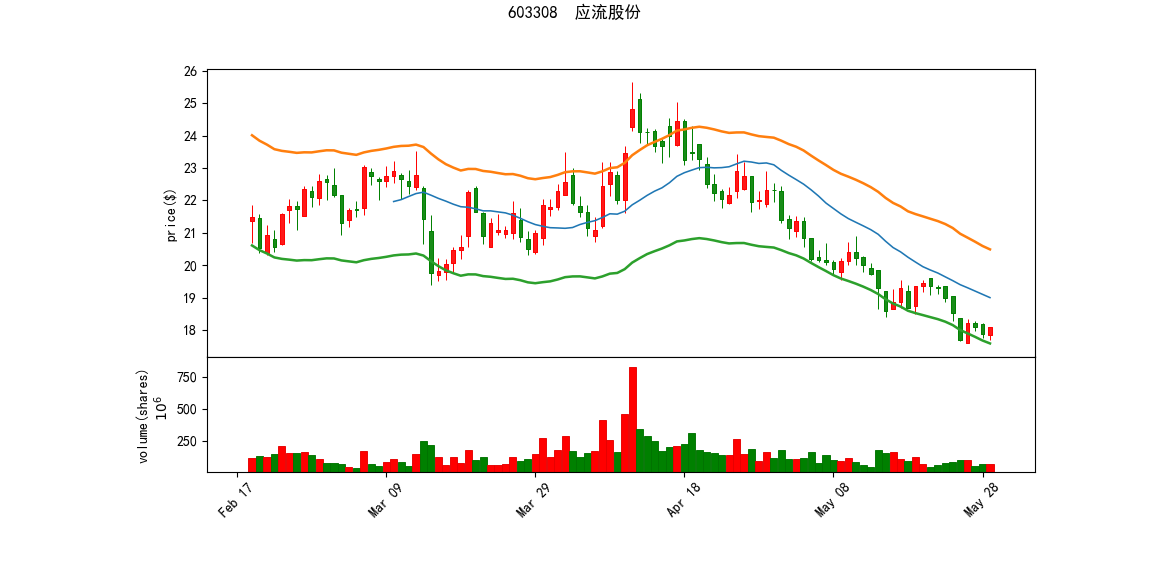 603308 应流股份
26
25
24
23
22
21
20
19
18
price($)
750
500
250
volume(shares)
10^6
Feb 17
Mar 09
Mar 29
Apr 18
May 08
May 28